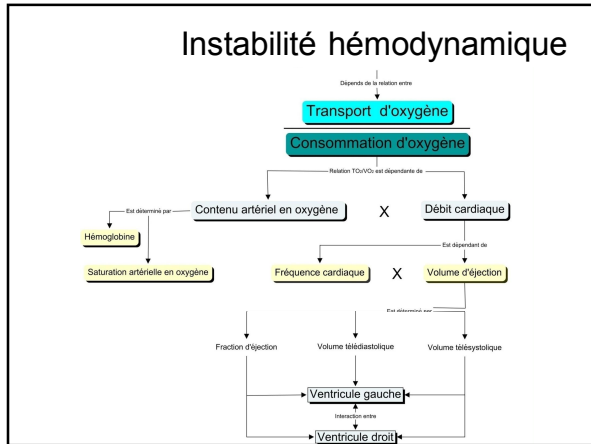 Instabilité hémodynamique
Dépends de la relation entre
Transport d'oxygène
Consommation d'oxygène
Relation TO2/VO2 est dépendante de
Est déterminé par
Contenu artériel en oxygène
X
Débit cardiaque
Hémoglobine
Est dépendant de
Saturation artérielle en oxygène
Fréquence cardiaque
X
Volume d'éjection
Est déterminé par
Fraction d'éjection
Volume télédiastolique
Volume télésystolique
Ventricule gauche
Interaction entre
Ventricule droit